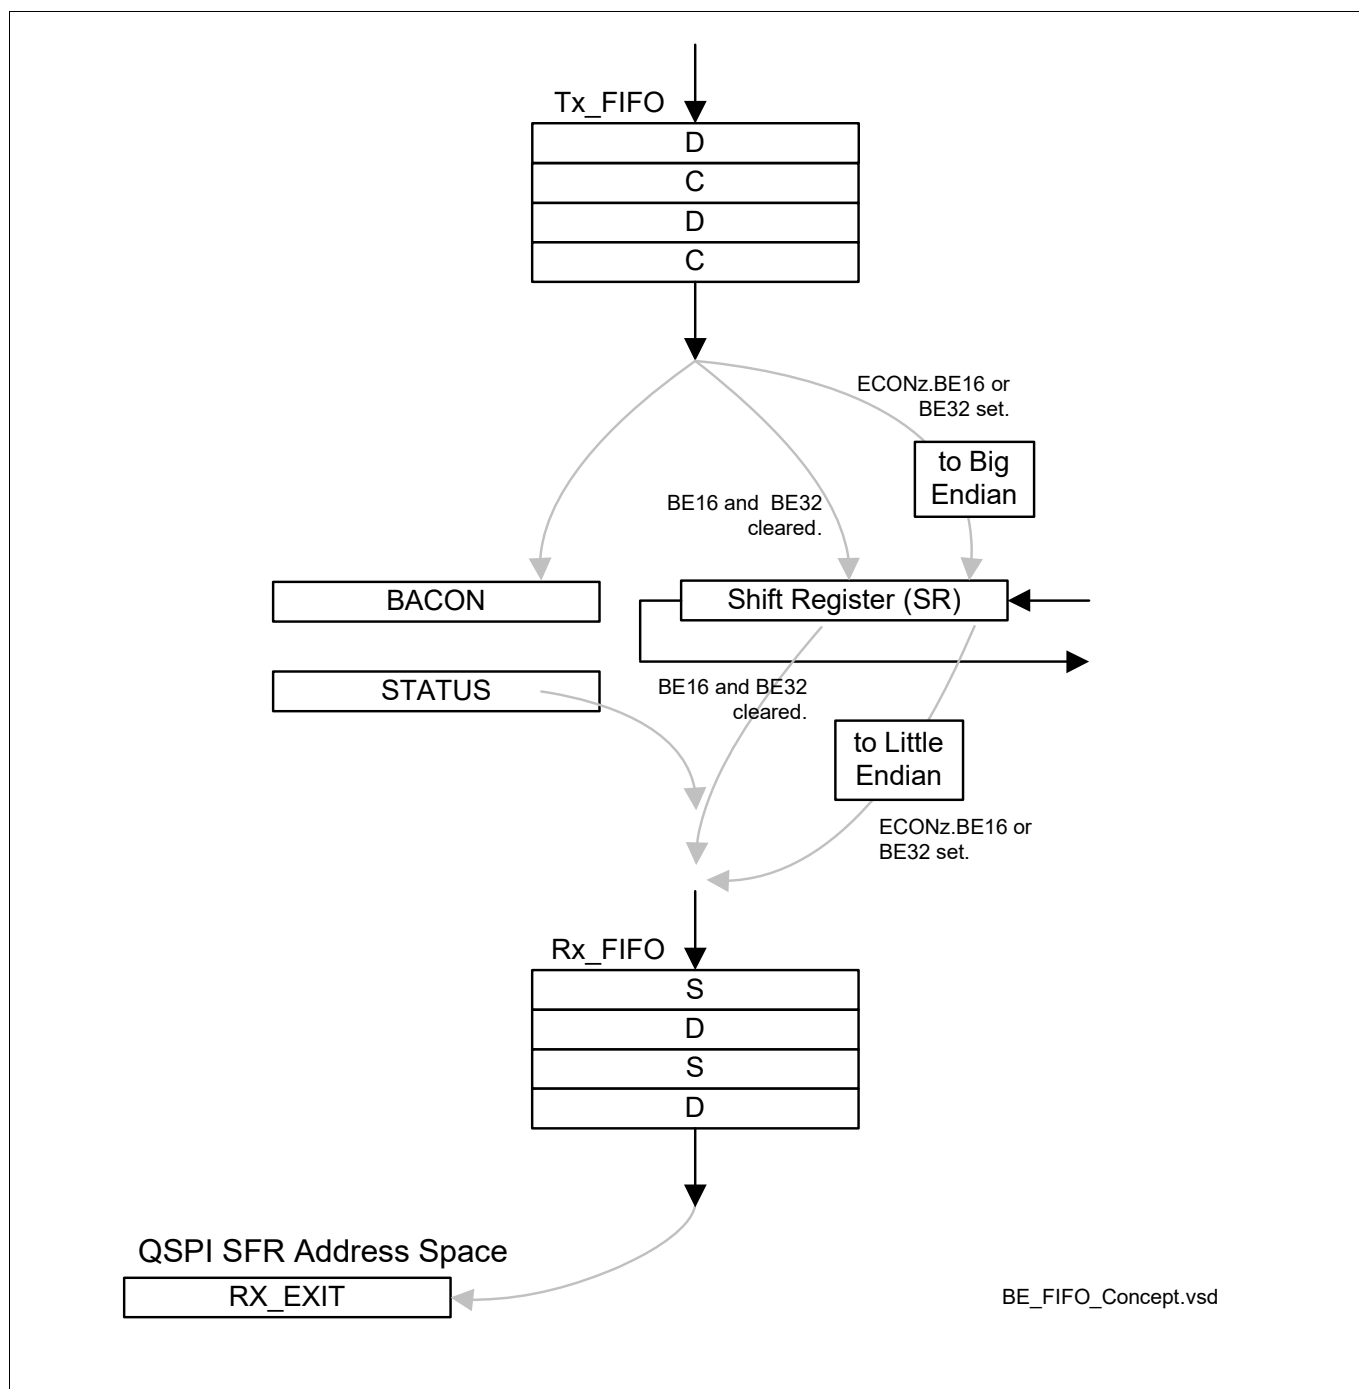 Tx_FIFO
D
C
D
C
ECONz.BE16 or
BE32 set.
to Big
Endian
BE16 and  BE32
cleared.
BACON
Shift Register (SR)
STATUS
BE16 and BE32
cleared.
to Little
Endian
ECONz.BE16 or
BE32 set.
Rx_FIFO
S
D
S
D
QSPI SFR Address Space
RX_EXIT
BE_FIFO_Concept.vsd